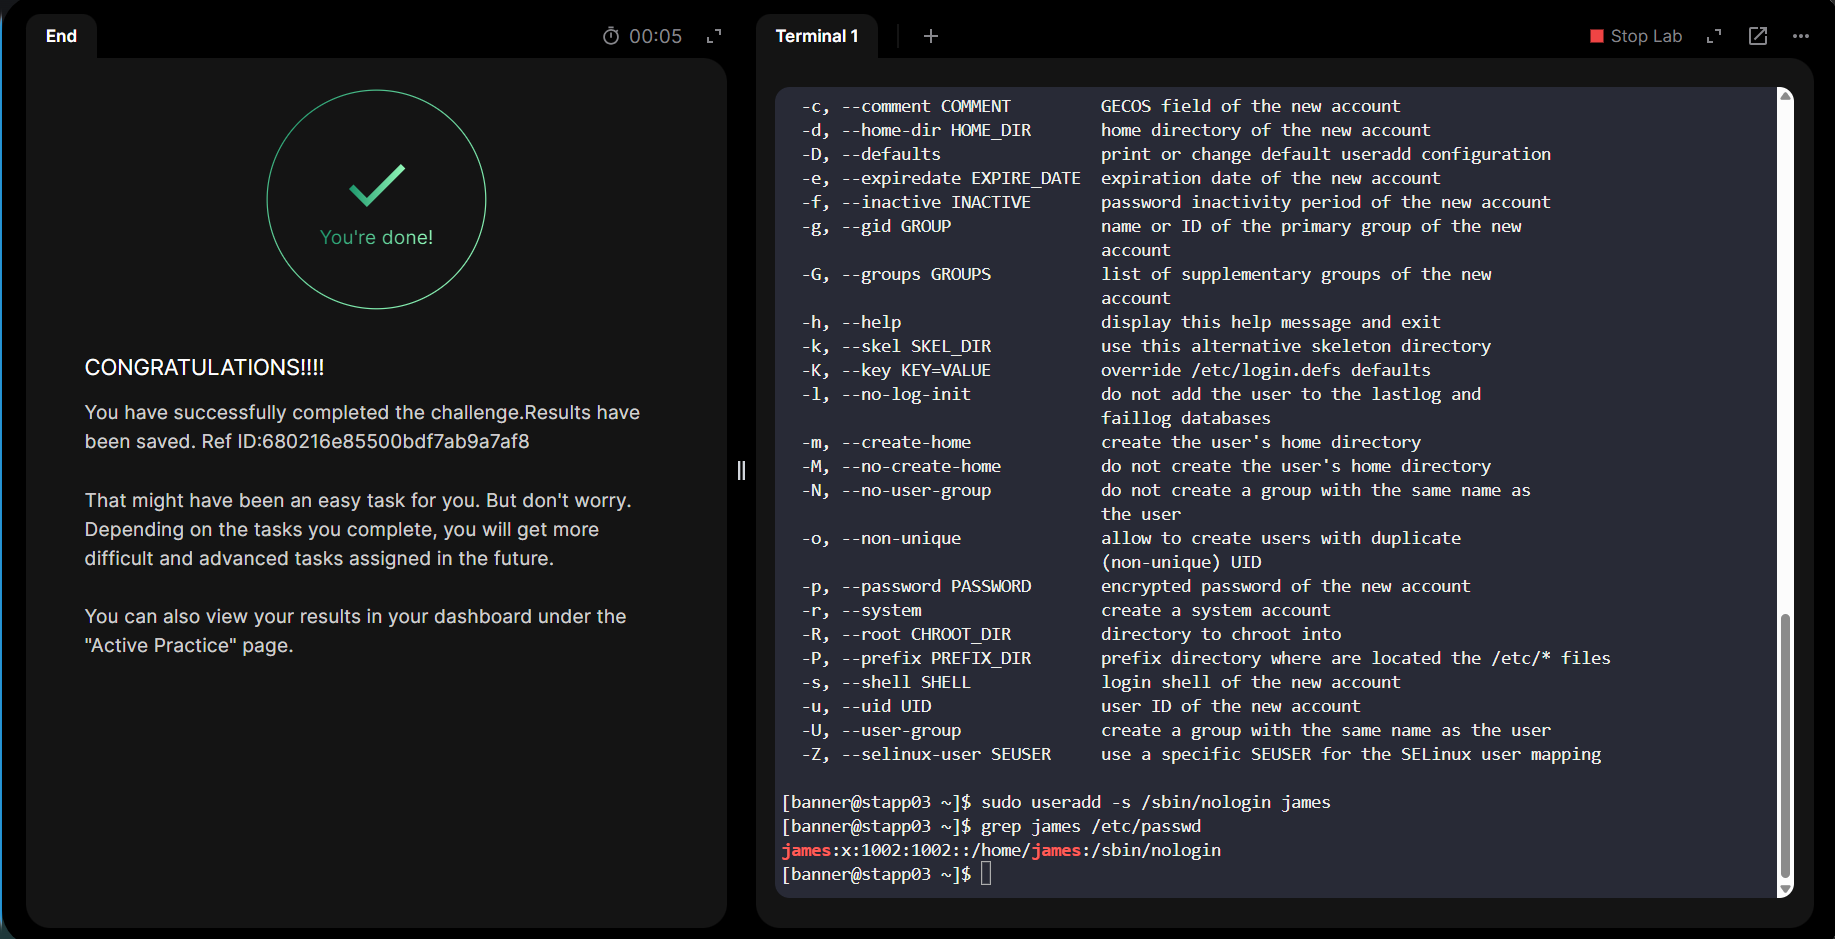 End
00:05
You're done!
CONGRATULATIONS!!!!
You have successfully completed the challenge.Results have
been saved. Ref ID:680216e85500bdf7ab9a7af8
That might have been an easy task for you. But don't worry.
Depending on the tasks you complete, you will get more
difficult and advanced tasks assigned in the future.
You can also view your results in your dashboard under the
"Active Practice" page.
Terminal 1
Stop Lab
-c, --comment COMMENT         GECOS field of the new account
-d, --home-dir HOME_DIR       home directory of the new account
-D, --defaults                print or change default useradd configuration
-e, --expiredate EXPIRE_DATE  expiration date of the new account
-f, --inactive INACTIVE       password inactivity period of the new account
-g, --gid GROUP               name or ID of the primary group of the new
account
-G, --groups GROUPS           list of supplementary groups of the new
account
-h, --help                    display this help message and exit
-k, --skel SKEL_DIR           use this alternative skeleton directory
-K, --key KEY=VALUE           override /etc/login.defs defaults
-l, --no-log-init             do not add the user to the lastlog and
faillog databases
-m, --create-home             create the user's home directory
-M, --no-create-home          do not create the user's home directory
-N, --no-user-group           do not create a group with the same name as
the user
-o, --non-unique              allow to create users with duplicate
(non-unique) UID
-p, --password PASSWORD       encrypted password of the new account
-r, --system                  create a system account
-R, --root CHROOT_DIR         directory to chroot into
-P, --prefix PREFIX_DIR       prefix directory where are located the /etc/* files
-s, --shell SHELL             login shell of the new account
-u, --uid UID                 user ID of the new account
-U, --user-group              create a group with the same name as the user
-Z, --selinux-user SEUSER     use a specific SEUSER for the SELinux user mapping
[banner@stapp03 ~]$ sudo useradd -s /sbin/nologin james
[banner@stapp03 ~]$ grep james /etc/passwd
james:x:1002:1002::/home/james:/sbin/nologin
[banner@stapp03 ~]$